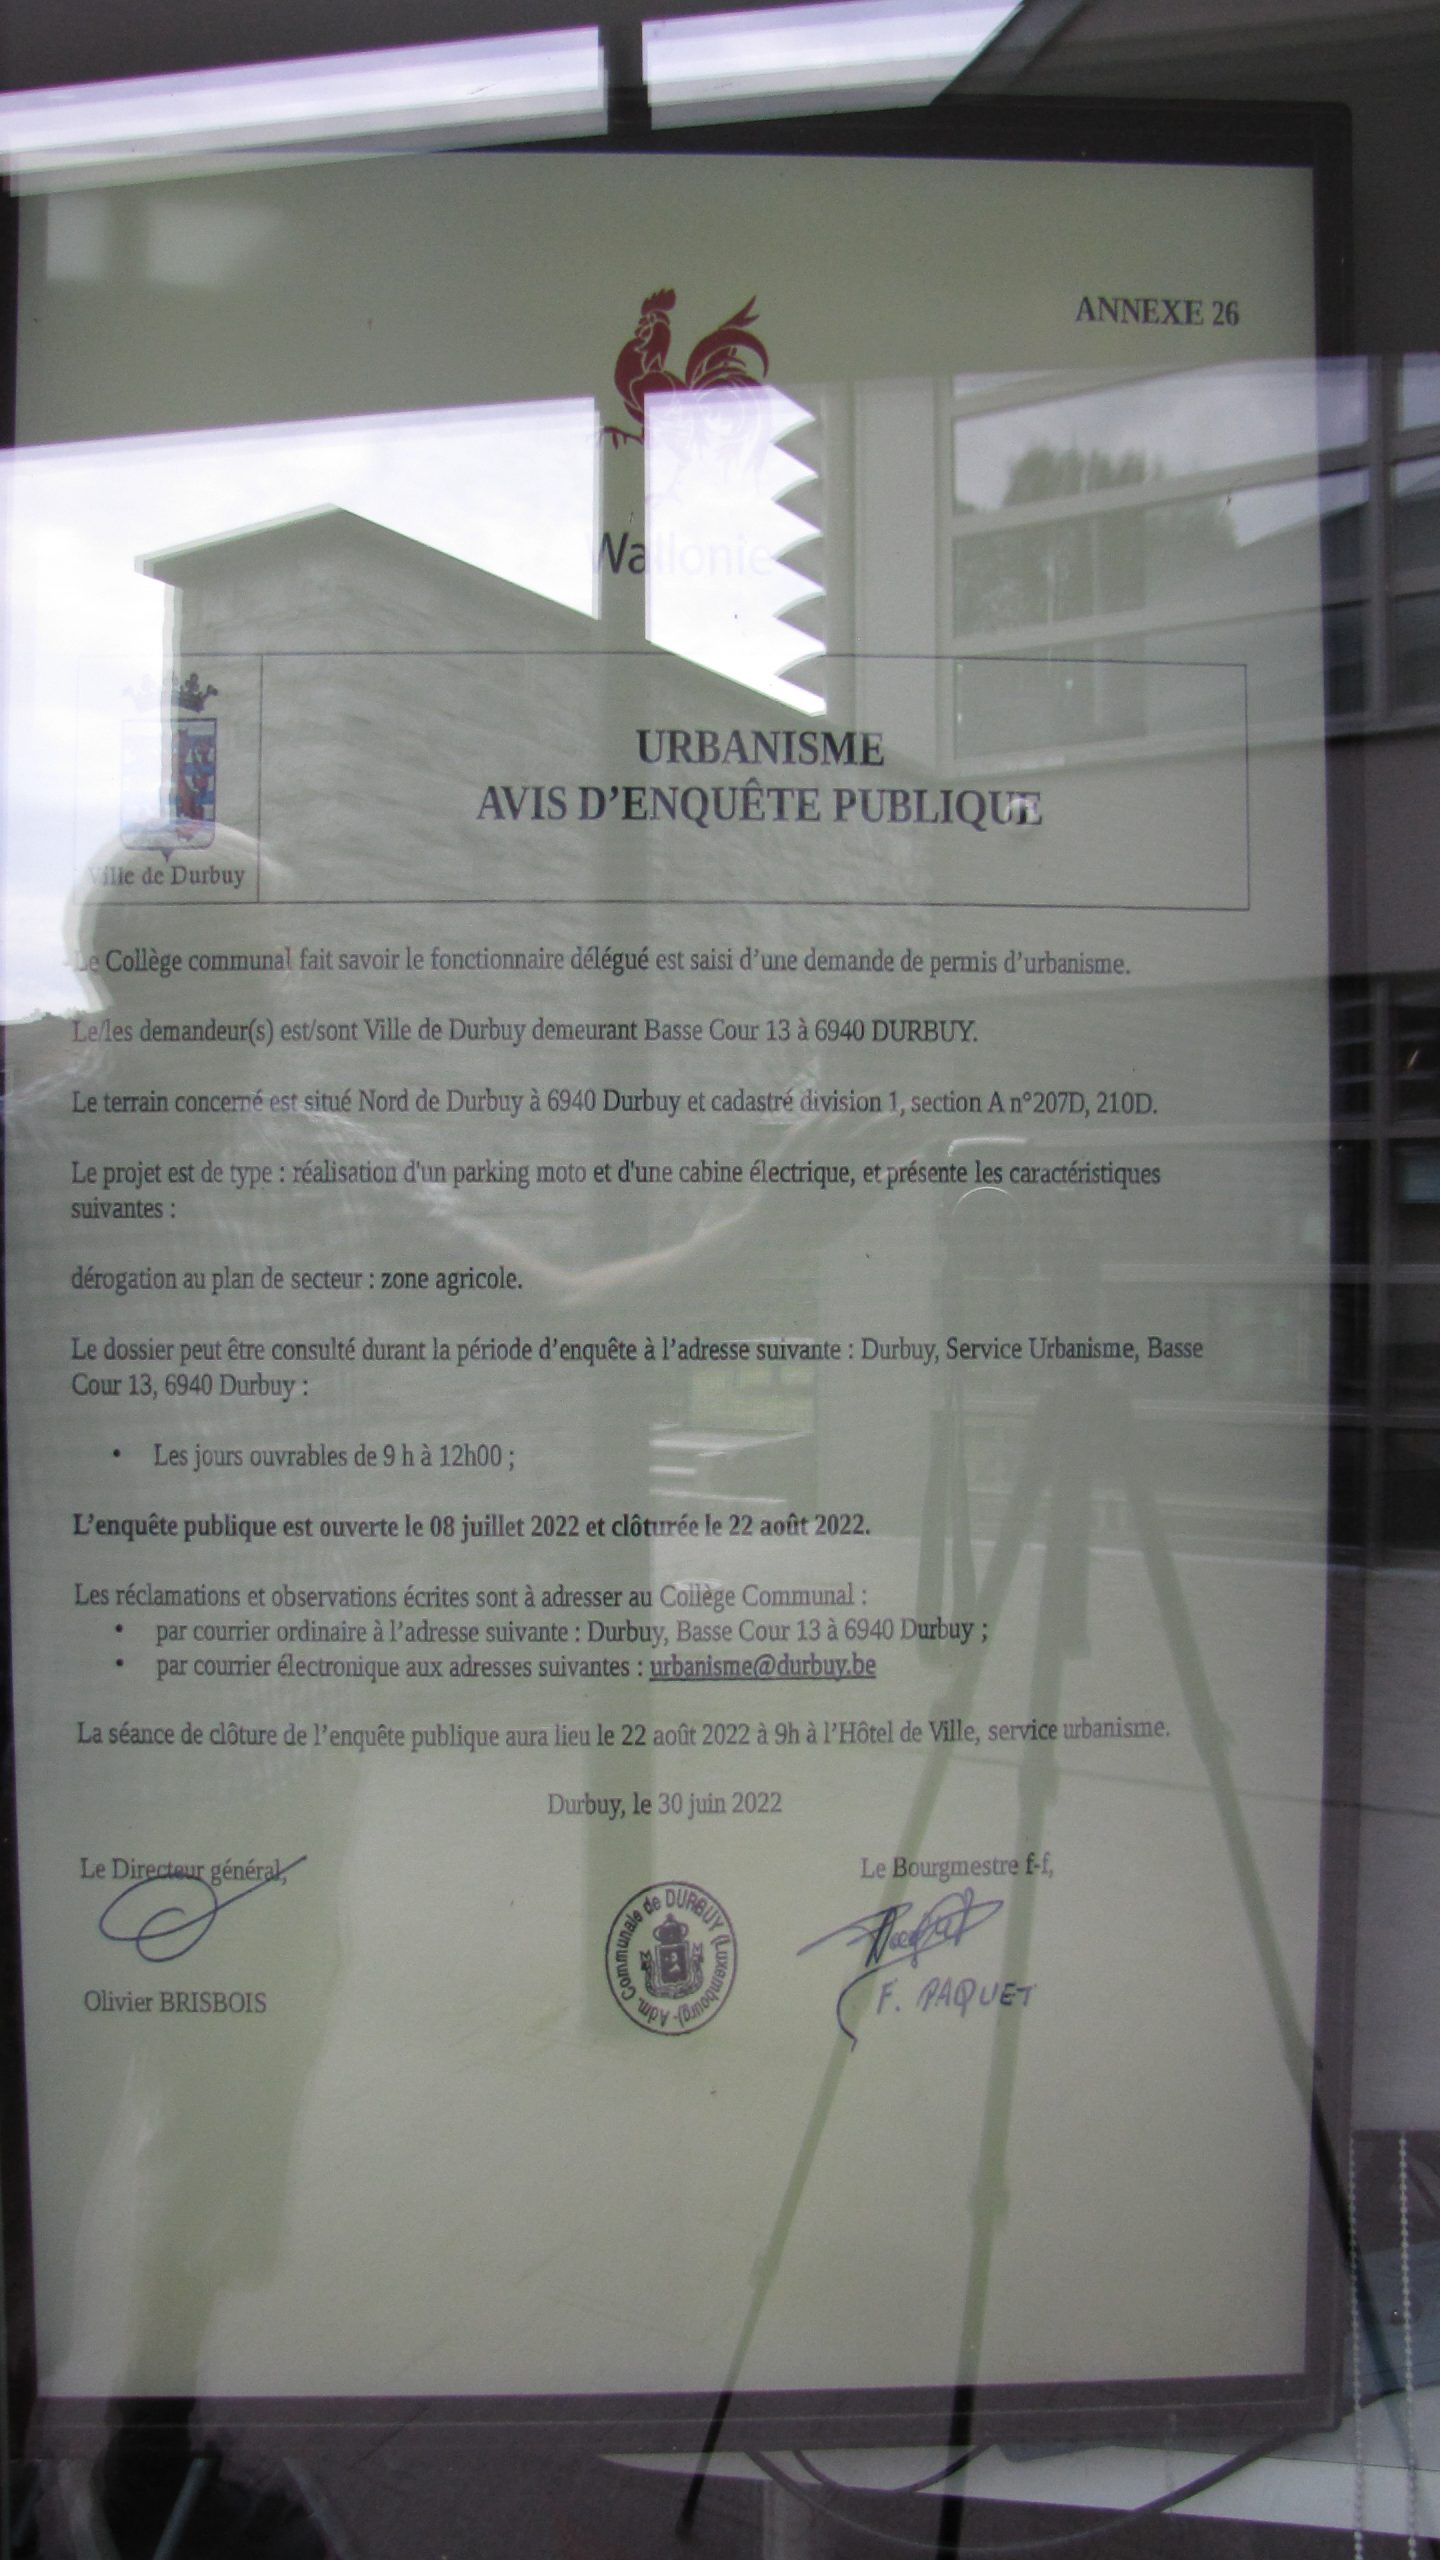 ANNEXE 26
Wallonie
URBANISME
AVIS D’ENQUÊTE PUBLIQUE
Ville de Durbuy
Le Collège communal fait savoir le fonctionnaire délégué est saisi d’une demande de permis d’urbanisme.
Le/les demandeur(s) est/sont Ville de Durbuy demeurant Basse Cour 13 à 6940 DURBUY.
Le terrain concerné est situé Nord de Durbuy à 6940 Durbuy et cadastré division 1, section A n°207D, 210D.
Le projet est de type : réalisation d'un parking moto et d'une cabine électrique, et présente les caractéristiques
suivantes :
dérogation au plan de secteur : zone agricole.
Le dossier peut être consulté durant la période d’enquête à l’adresse suivante : Durbuy, Service Urbanisme, Basse
Cour 13, 6940 Durbuy :
• Les jours ouvrables de 9 h à 12h00 ;
L’enquête publique est ouverte le 08 juillet 2022 et clôturée le 22 août 2022.
Les réclamations et observations écrites sont à adresser au Collège Communal :
• par courrier ordinaire à l’adresse suivante : Durbuy, Basse Cour 13 à 6940 Durbuy ;
• par courrier électronique aux adresses suivantes : urbanisme@durbuy.be
La séance de clôture de l’enquête publique aura lieu le 22 août 2022 à 9h à l’Hôtel de Ville, service urbanisme.
Durbuy, le 30 juin 2022
Le Directeur général,
Le Bourgmestre f-f,
Adm. Communale de DURBUY (Luxembourg)
F. PAQUET
Olivier BRISBOIS